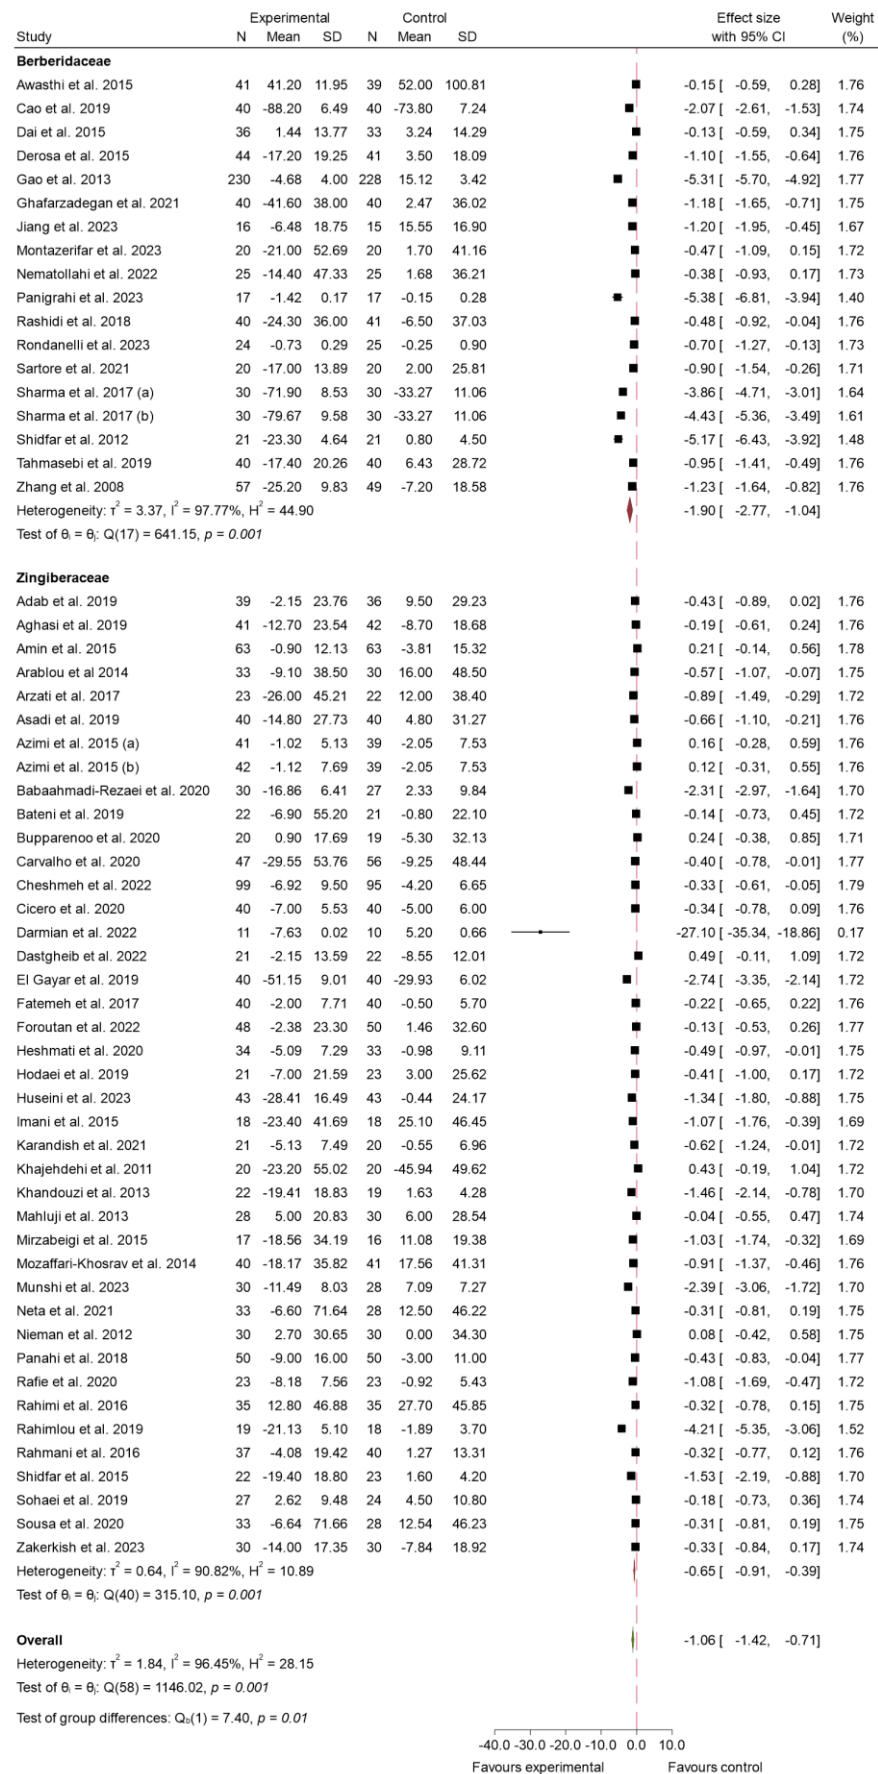 Experimental Control Effect size Weight
Study N Mean SD N Mean SD with 95% CI (%)
Berberidaceae
Awasthi et al. 2015 41 41.20 11.95 39 52.00 100.81 -0.15 [ -0.59, 0.28] 1.76
Cao et al. 2019 40 -88.20 6.49 40 -73.80 7.24 -2.07 [ -2.61, -1.53] 1.74
Dai et al. 2015 36 1.44 13.77 33 3.24 14.29 -0.13 [ -0.59, 0.34] 1.75
Derosa et al. 2015 44 -17.20 19.25 41 3.50 18.09 -1.10 [ -1.55, -0.64] 1.76
Gao et al. 2013 230 -4.68 4.00 228 15.12 3.42 -5.31 [ -5.70, -4.92] 1.77
Ghafarzadegan et al. 2021 40 -41.60 38.00 40 2.47 36.02 -1.18 [ -1.65, -0.71] 1.75
Jiang et al. 2023 16 -6.48 18.75 15 15.55 16.90 -1.20 [ -1.95, -0.45] 1.67
Montazerifar et al. 2023 20 -21.00 52.69 20 1.70 41.16 -0.47 [ -1.09, 0.15] 1.72
Nematollahi et al. 2022 25 -14.40 47.33 25 1.68 36.21 -0.38 [ -0.93, 0.17] 1.73
Panigrahi et al. 2023 17 -1.42 0.17 17 -0.15 0.28 -5.38 [ -6.81, -3.94] 1.40
Rashidi et al. 2018 40 -24.30 36.00 41 -6.50 37.03 -0.48 [ -0.92, -0.04] 1.76
Rondanelli et al. 2023 24 -0.73 0.29 25 -0.25 0.90 -0.70 [ -1.27, -0.13] 1.73
Sartore et al. 2021 20 -17.00 13.89 20 2.00 25.81 -0.90 [ -1.54, -0.26] 1.71
Sharma et al. 2017 (a) 30 -71.90 8.53 30 -33.27 11.06 -3.86 [ -4.71, -3.01] 1.64
Sharma et al. 2017 (b) 30 -79.67 9.58 30 -33.27 11.06 -4.43 [ -5.36, -3.49] 1.61
Shidfar et al. 2012 21 -23.30 4.64 21 0.80 4.50 -5.17 [ -6.43, -3.92] 1.48
Tahmasebi et al. 2019 40 -17.40 20.26 40 6.43 28.72 -0.95 [ -1.41, -0.49] 1.76
Zhang et al. 2008 57 -25.20 9.83 49 -7.20 18.58 -1.23 [ -1.64, -0.82] 1.76
Heterogeneity: τ² = 3.37, I² = 97.77%, H² = 44.90 -1.90 [ -2.77, -1.04]
Test of θᵢ = θⱼ: Q(17) = 641.15, p = 0.001
Zingiberaceae
Adab et al. 2019 39 -2.15 23.76 36 9.50 29.23 -0.43 [ -0.89, 0.02] 1.76
Aghasi et al. 2019 41 -12.70 23.54 42 -8.70 18.68 -0.19 [ -0.61, 0.24] 1.76
Amin et al. 2015 63 -0.90 12.13 63 -3.81 15.32 0.21 [ -0.14, 0.56] 1.78
Arablou et al 2014 33 -9.10 38.50 30 16.00 48.50 -0.57 [ -1.07, -0.07] 1.75
Arzati et al. 2017 23 -26.00 45.21 22 12.00 38.40 -0.89 [ -1.49, -0.29] 1.72
Asadi et al. 2019 40 -14.80 27.73 40 4.80 31.27 -0.66 [ -1.10, -0.21] 1.76
Azimi et al. 2015 (a) 41 -1.02 5.13 39 -2.05 7.53 0.16 [ -0.28, 0.59] 1.76
Azimi et al. 2015 (b) 42 -1.12 7.69 39 -2.05 7.53 0.12 [ -0.31, 0.55] 1.76
Babaahmadi-Rezaei et al. 2020 30 -16.86 6.41 27 2.33 9.84 -2.31 [ -2.97, -1.64] 1.70
Bateni et al. 2019 22 -6.90 55.20 21 -0.80 22.10 -0.14 [ -0.73, 0.45] 1.72
Bupparenoo et al. 2020 20 0.90 17.69 19 -5.30 32.13 0.24 [ -0.38, 0.85] 1.71
Carvalho et al. 2020 47 -29.55 53.76 56 -9.25 48.44 -0.40 [ -0.78, -0.01] 1.77
Cheshmeh et al. 2022 99 -6.92 9.50 95 -4.20 6.65 -0.33 [ -0.61, -0.05] 1.79
Cicero et al. 2020 40 -7.00 5.53 40 -5.00 6.00 -0.34 [ -0.78, 0.09] 1.76
Darmian et al. 2022 11 -7.63 0.02 10 5.20 0.66 -27.10 [ -35.34, -18.86] 0.17
Dastgheib et al. 2022 21 -2.15 13.59 22 -8.55 12.01 0.49 [ -0.11, 1.09] 1.72
El Gayar et al. 2019 40 -51.15 9.01 40 -29.93 6.02 -2.74 [ -3.35, -2.14] 1.72
Fatemeh et al. 2017 40 -2.00 7.71 40 -0.50 5.70 -0.22 [ -0.65, 0.22] 1.76
Foroutan et al. 2022 48 -2.38 23.30 50 1.46 32.60 -0.13 [ -0.53, 0.26] 1.77
Heshmati et al. 2020 34 -5.09 7.29 33 -0.98 9.11 -0.49 [ -0.97, -0.01] 1.75
Hodaei et al. 2019 21 -7.00 21.59 23 3.00 25.62 -0.41 [ -1.00, 0.17] 1.72
Huseini et al. 2023 43 -28.41 16.49 43 -0.44 24.17 -1.34 [ -1.80, -0.88] 1.75
Imani et al. 2015 18 -23.40 41.69 18 25.10 46.45 -1.07 [ -1.76, -0.39] 1.69
Karandish et al. 2021 21 -5.13 7.49 20 -0.55 6.96 -0.62 [ -1.24, -0.01] 1.72
Khajehdehi et al. 2011 20 -23.20 55.02 20 -45.94 49.62 0.43 [ -0.19, 1.04] 1.72
Khandouzi et al. 2013 22 -19.41 18.83 19 1.63 4.28 -1.46 [ -2.14, -0.78] 1.70
Mahluji et al. 2013 28 5.00 20.83 30 6.00 28.54 -0.04 [ -0.55, 0.47] 1.74
Mirzabeigi et al. 2015 17 -18.56 34.19 16 11.08 19.38 -1.03 [ -1.74, -0.32] 1.69
Mozaffari-Khosrav et al. 2014 40 -18.17 35.82 41 17.56 41.31 -0.91 [ -1.37, -0.46] 1.76
Munshi et al. 2023 30 -11.49 8.03 28 7.09 7.27 -2.39 [ -3.06, -1.72] 1.70
Neta et al. 2021 33 -6.60 71.64 28 12.50 46.22 -0.31 [ -0.81, 0.19] 1.75
Nieman et al. 2012 30 2.70 30.65 30 0.00 34.30 0.08 [ -0.42, 0.58] 1.75
Panahi et al. 2018 50 -9.00 16.00 50 -3.00 11.00 -0.43 [ -0.83, -0.04] 1.77
Rafie et al. 2020 23 -8.18 7.56 23 -0.92 5.43 -1.08 [ -1.69, -0.47] 1.72
Rahimi et al. 2016 35 12.80 46.88 35 27.70 45.85 -0.32 [ -0.78, 0.15] 1.75
Rahimlou et al. 2019 19 -21.13 5.10 18 -1.89 3.70 -4.21 [ -5.35, -3.06] 1.52
Rahmani et al. 2016 37 -4.08 19.42 40 1.27 13.31 -0.32 [ -0.77, 0.12] 1.76
Shidfar et al. 2015 22 -19.40 18.80 23 1.60 4.20 -1.53 [ -2.19, -0.88] 1.70
Sohaei et al. 2019 27 2.62 9.48 24 4.50 10.80 -0.18 [ -0.73, 0.36] 1.74
Sousa et al. 2020 33 -6.64 71.66 28 12.54 46.23 -0.31 [ -0.81, 0.19] 1.75
Zakerkish et al. 2023 30 -14.00 17.35 30 -7.84 18.92 -0.33 [ -0.84, 0.17] 1.74
Heterogeneity: τ² = 0.64, I² = 90.82%, H² = 10.89 -0.65 [ -0.91, -0.39]
Test of θᵢ = θⱼ: Q(40) = 315.10, p = 0.001
Overall -1.06 [ -1.42, -0.71]
Heterogeneity: τ² = 1.84, I² = 96.45%, H² = 28.15
Test of θᵢ = θⱼ: Q(58) = 1146.02, p = 0.001
Test of group differences: Q_b(1) = 7.40, p = 0.01
-40.0 -30.0 -20.0 -10.0 0.0 10.0
Favours experimental Favours control